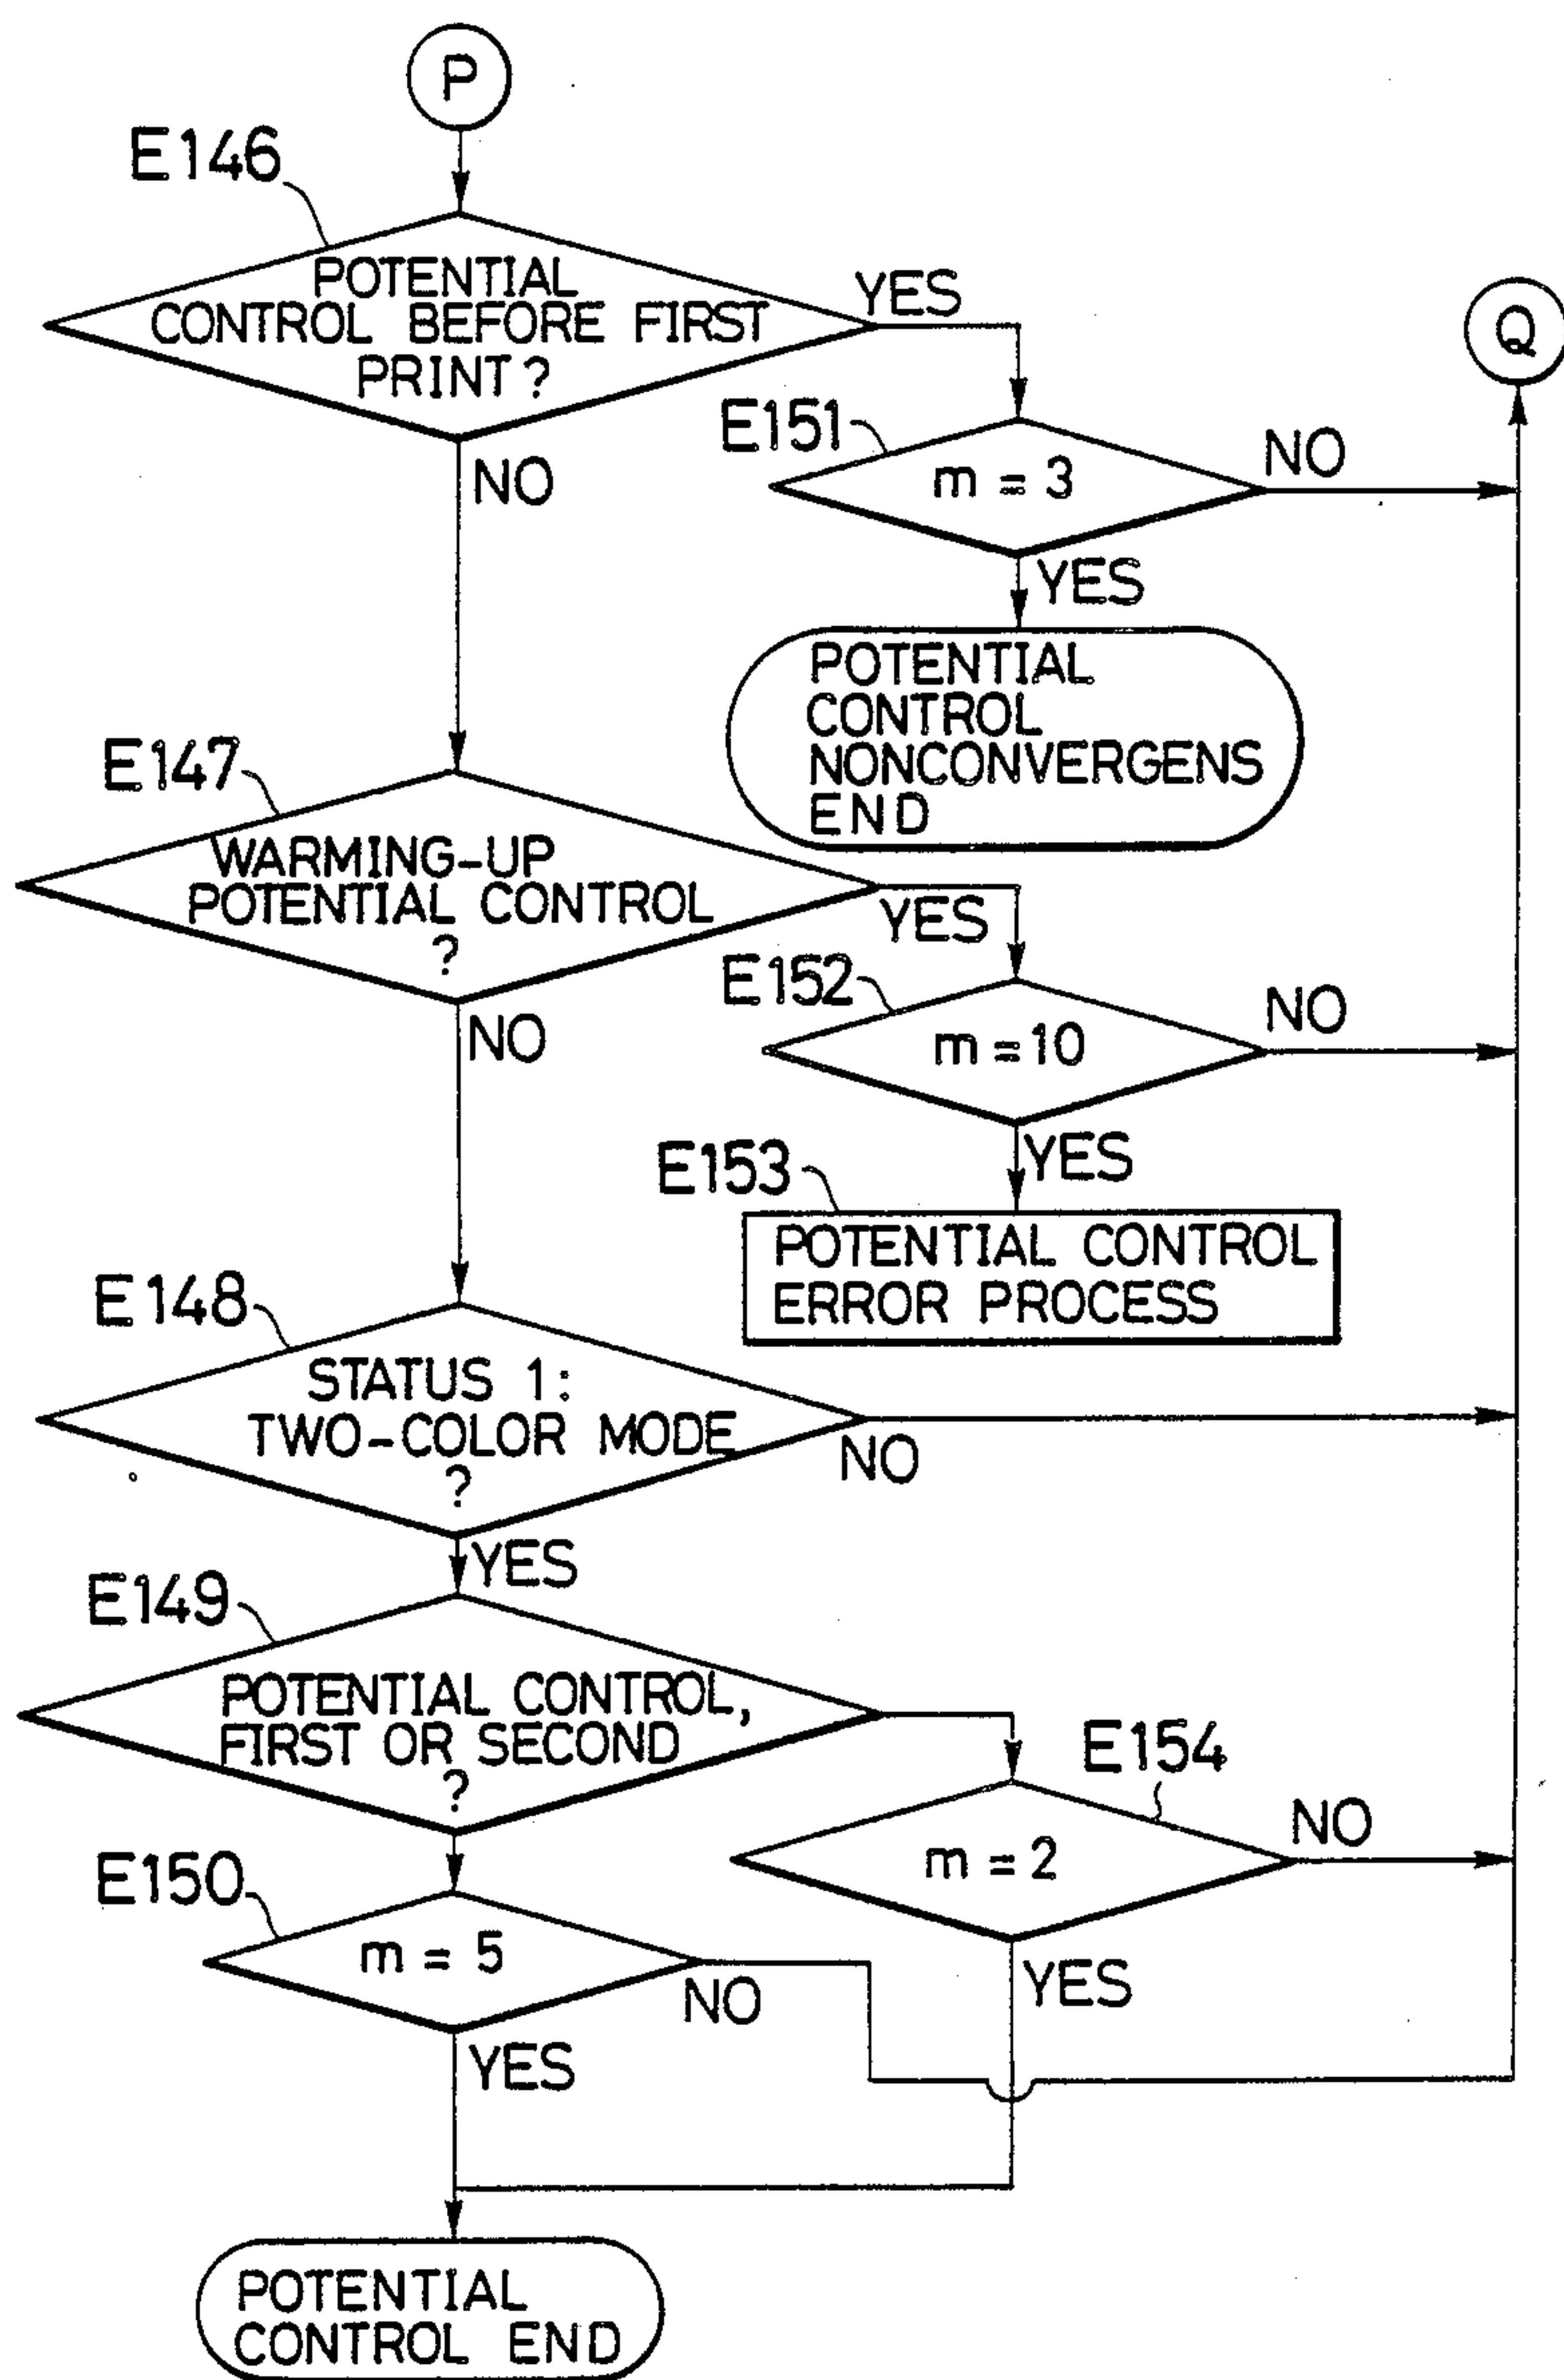 P
E146
POTENTIAL
CONTROL BEFORE FIRST
PRINT ?
YES
NO
Q
E151
m = 3
NO
YES
POTENTIAL
CONTROL
NONCONVERGENS
END
E147
WARMING-UP
POTENTIAL CONTROL
?
YES
NO
E152
m = 10
NO
YES
E153
POTENTIAL CONTROL
ERROR PROCESS
E148
STATUS 1:
TWO-COLOR MODE
?
NO
YES
E149
POTENTIAL CONTROL,
FIRST OR SECOND
?
E154
m = 2
NO
YES
E150
m = 5
NO
YES
POTENTIAL
CONTROL END